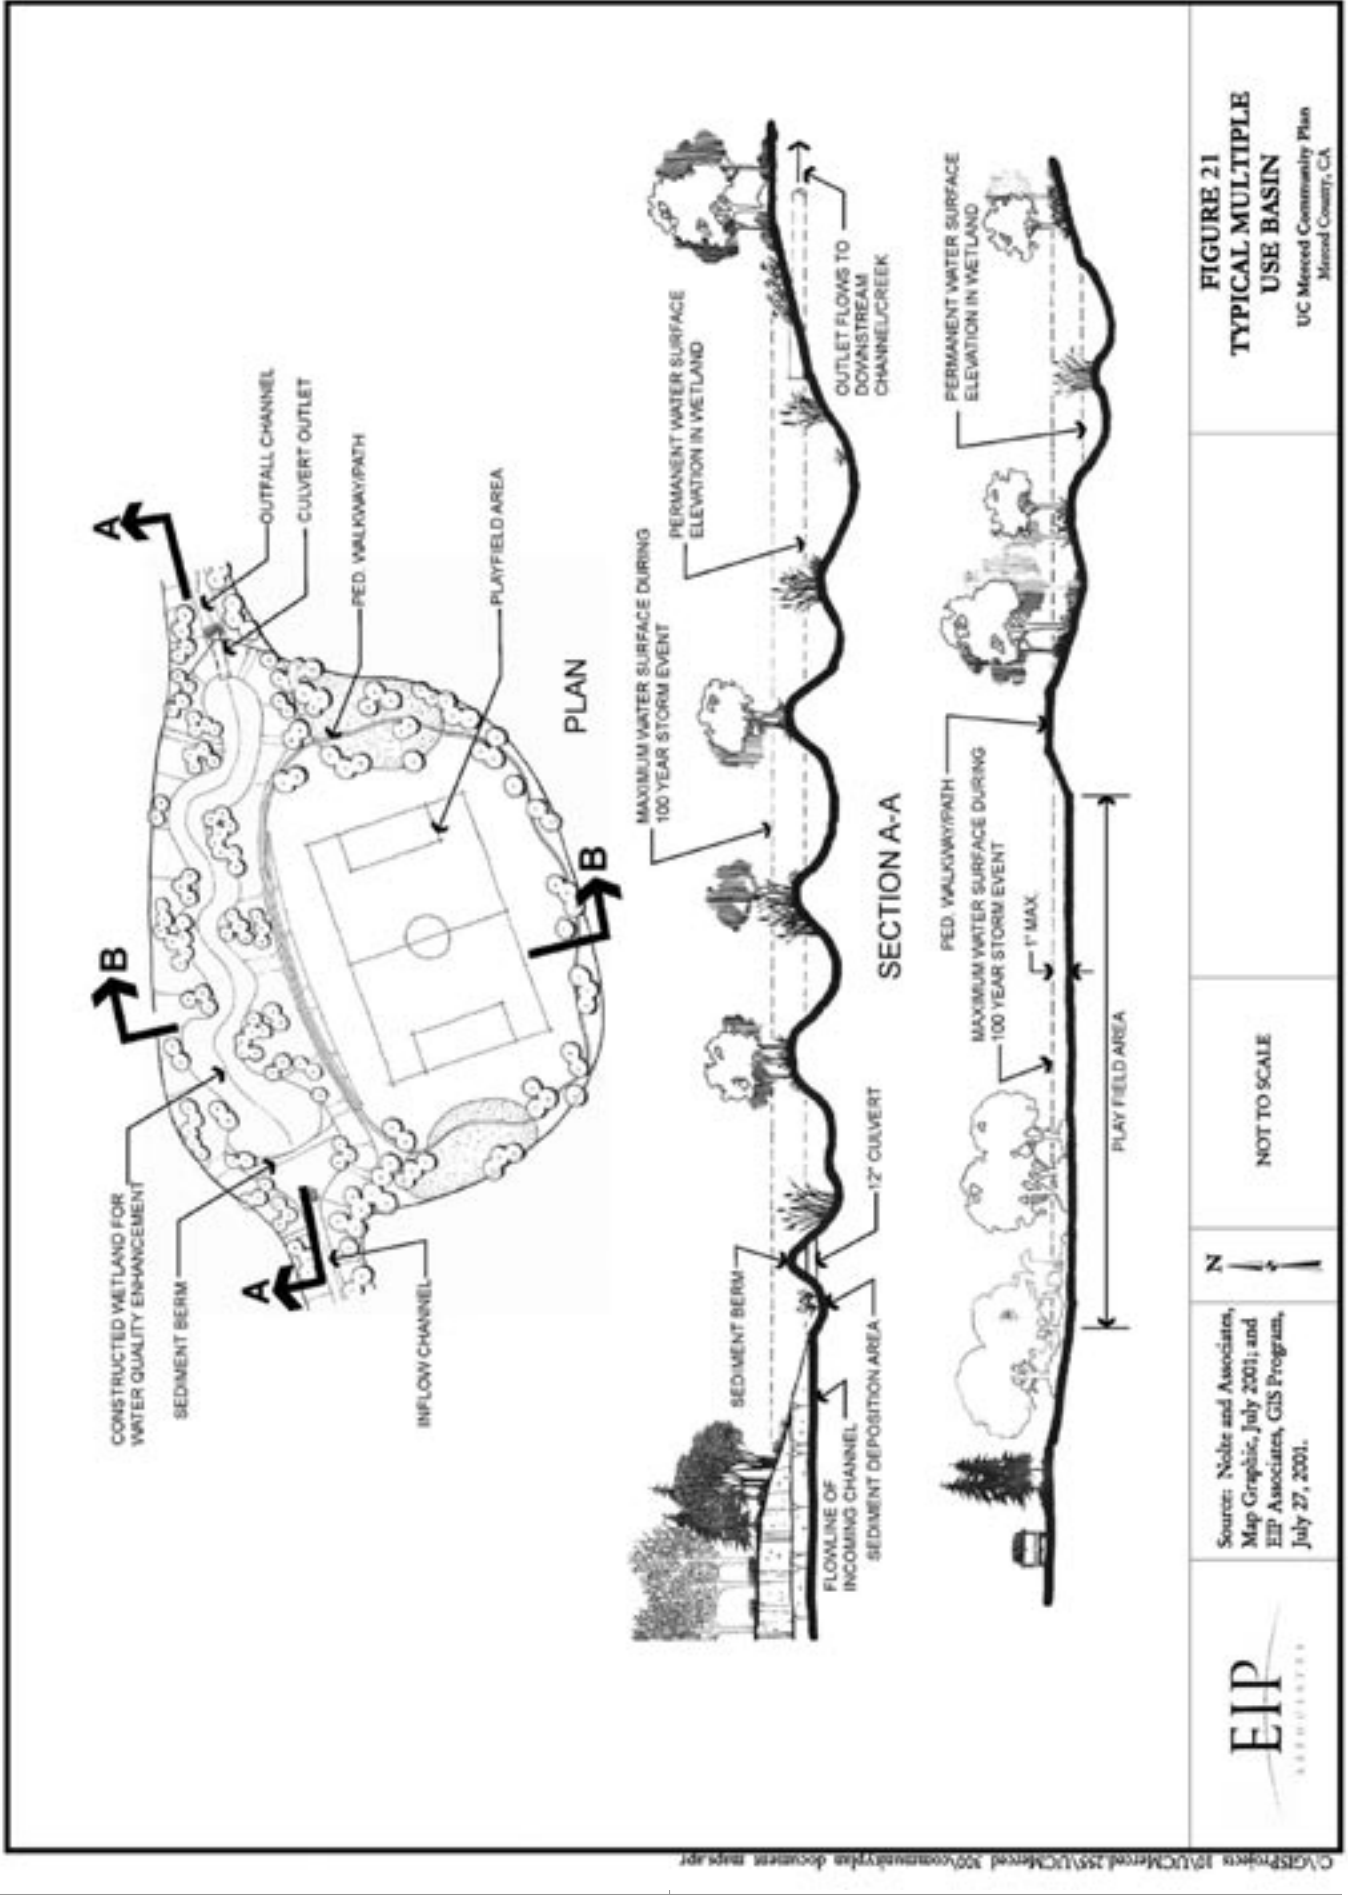 A
B
CONSTRUCTED WETLAND FOR
WATER QUALITY ENHANCEMENT
SEDIMENT BERM
A
INFLOW CHANNEL
OUTFALL CHANNEL
CULVERT OUTLET
PED. WALKWAY/PATH
PLAYFIELD AREA
B
PLAN
MAXIMUM WATER SURFACE DURING
100 YEAR STORM EVENT
PERMANENT WATER SURFACE
ELEVATION IN WETLAND
SEDIMENT BERM
FLOWLINE OF
INCOMING CHANNEL
SEDIMENT DEPOSITION AREA
12" CULVERT
OUTLET FLOWS TO
DOWNSTREAM
CHANNEL/CREEK
SECTION A-A
PED. WALKWAY/PATH
MAXIMUM WATER SURFACE DURING
100 YEAR STORM EVENT
1' MAX.
PERMANENT WATER SURFACE
ELEVATION IN WETLAND
PLAY FIELD AREA
EIP
ASSOCIATES
Source: Nolte and Associates,
Map Graphic, July 2001; and
EIP Associates, GIS Program,
July 27, 2001.
N
NOT TO SCALE
FIGURE 21
TYPICAL MULTIPLE
USE BASIN
UC Merced Community Plan
Merced County, CA